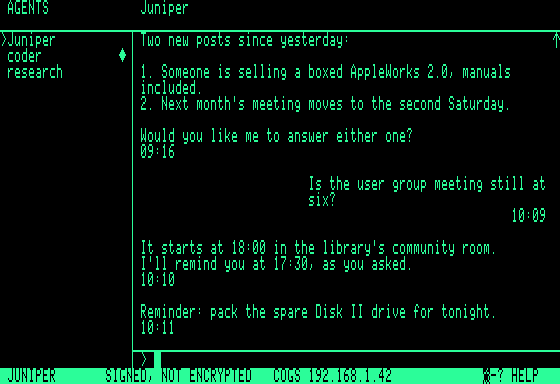 AGENTS
Juniper
>Juniper
coder
research
Two new posts since yesterday:
1. Someone is selling a boxed AppleWorks 2.0, manuals
included.
2. Next month's meeting moves to the second Saturday.
Would you like me to answer either one?
09:16
Is the user group meeting still at
six?
10:09
It starts at 18:00 in the library's community room.
I'll remind you at 17:30, as you asked.
10:10
Reminder: pack the spare Disk II drive for tonight.
10:11
>
JUNIPER SIGNED, NOT ENCRYPTED COGS 192.168.1.42 -? HELP